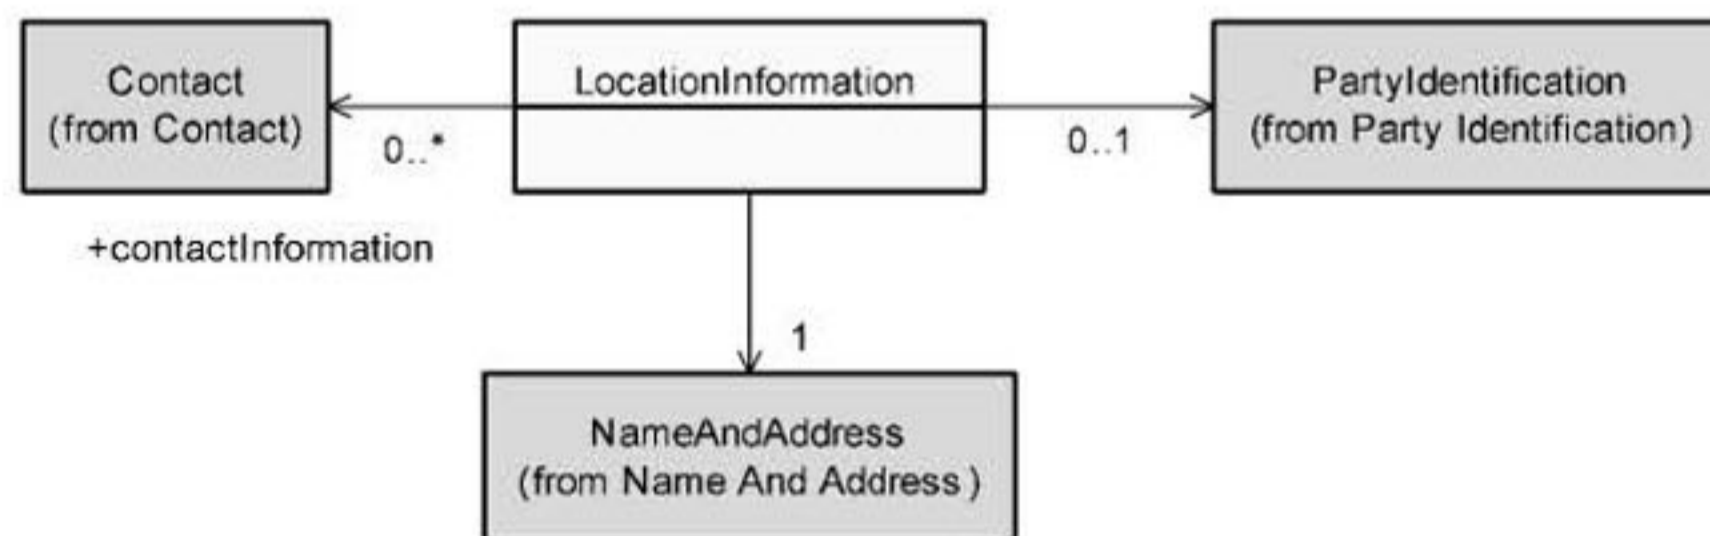 Contact
(from Contact)
0..*
+contactInformation
LocationInformation
0..1
PartyIdentification
(from Party Identification)
1
NameAndAddress
(from Name And Address)